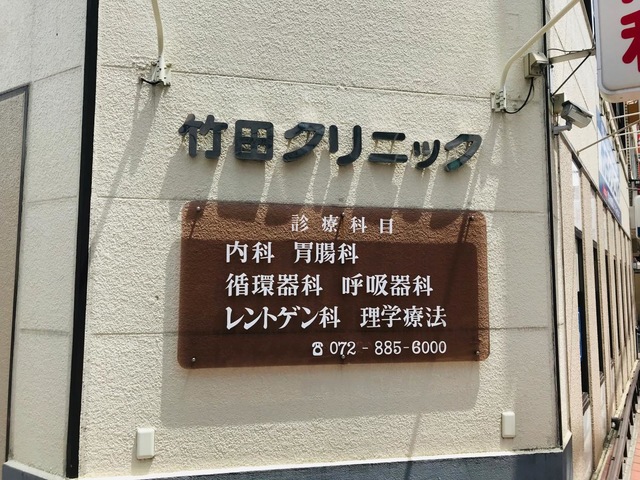 竹田クリニック
診療科目
内科 胃腸科
循環器科 呼吸器科
レントゲン科 理学療法
☎072-885-6000